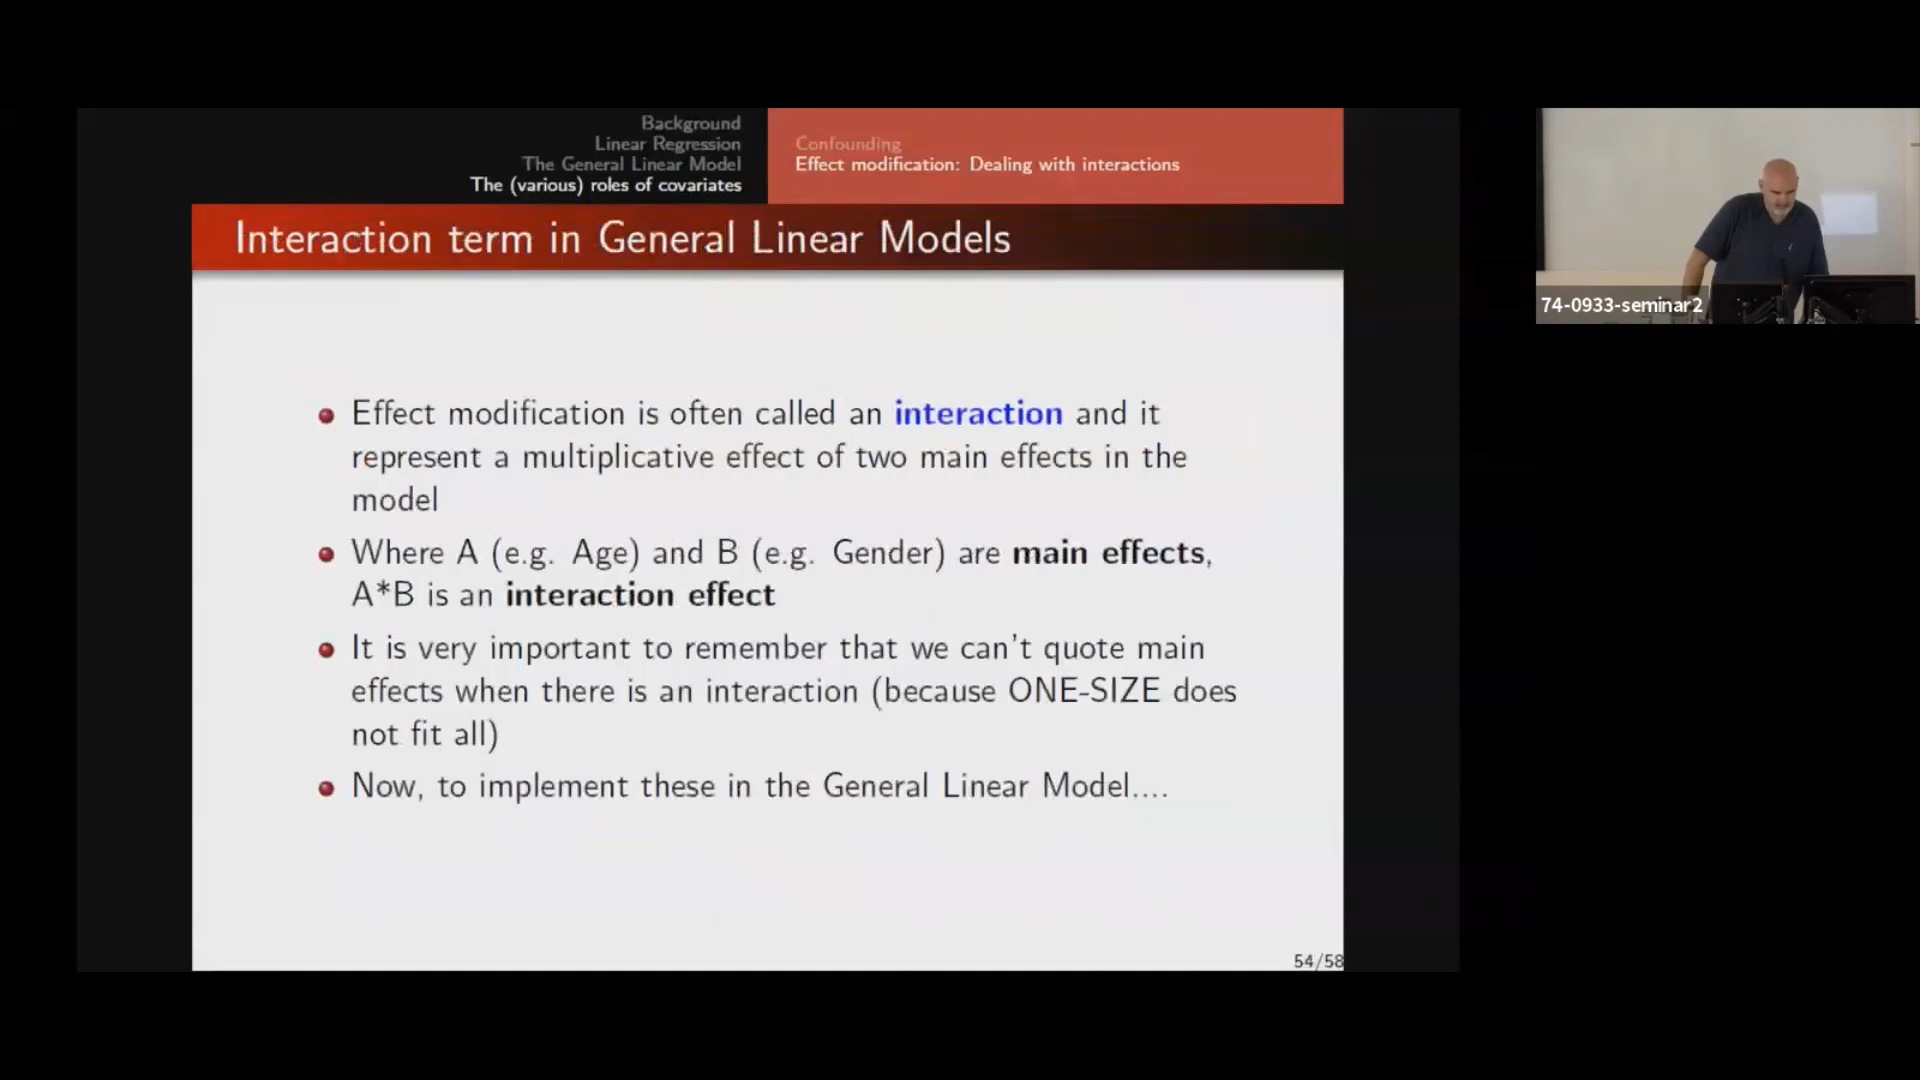 Background
Linear Regression
The General Linear Model
The (various) roles of covariates
Confounding
Effect modification: Dealing with interactions
Interaction term in General Linear Models
Effect modification is often called an interaction and it
represent a multiplicative effect of two main effects in the
model
Where A (e.g. Age) and B (e.g. Gender) are main effects,
A*B is an interaction effect
It is very important to remember that we can't quote main
effects when there is an interaction (because ONE-SIZE does
not fit all)
Now, to implement these in the General Linear Model....
54/58
74-0933-seminar2